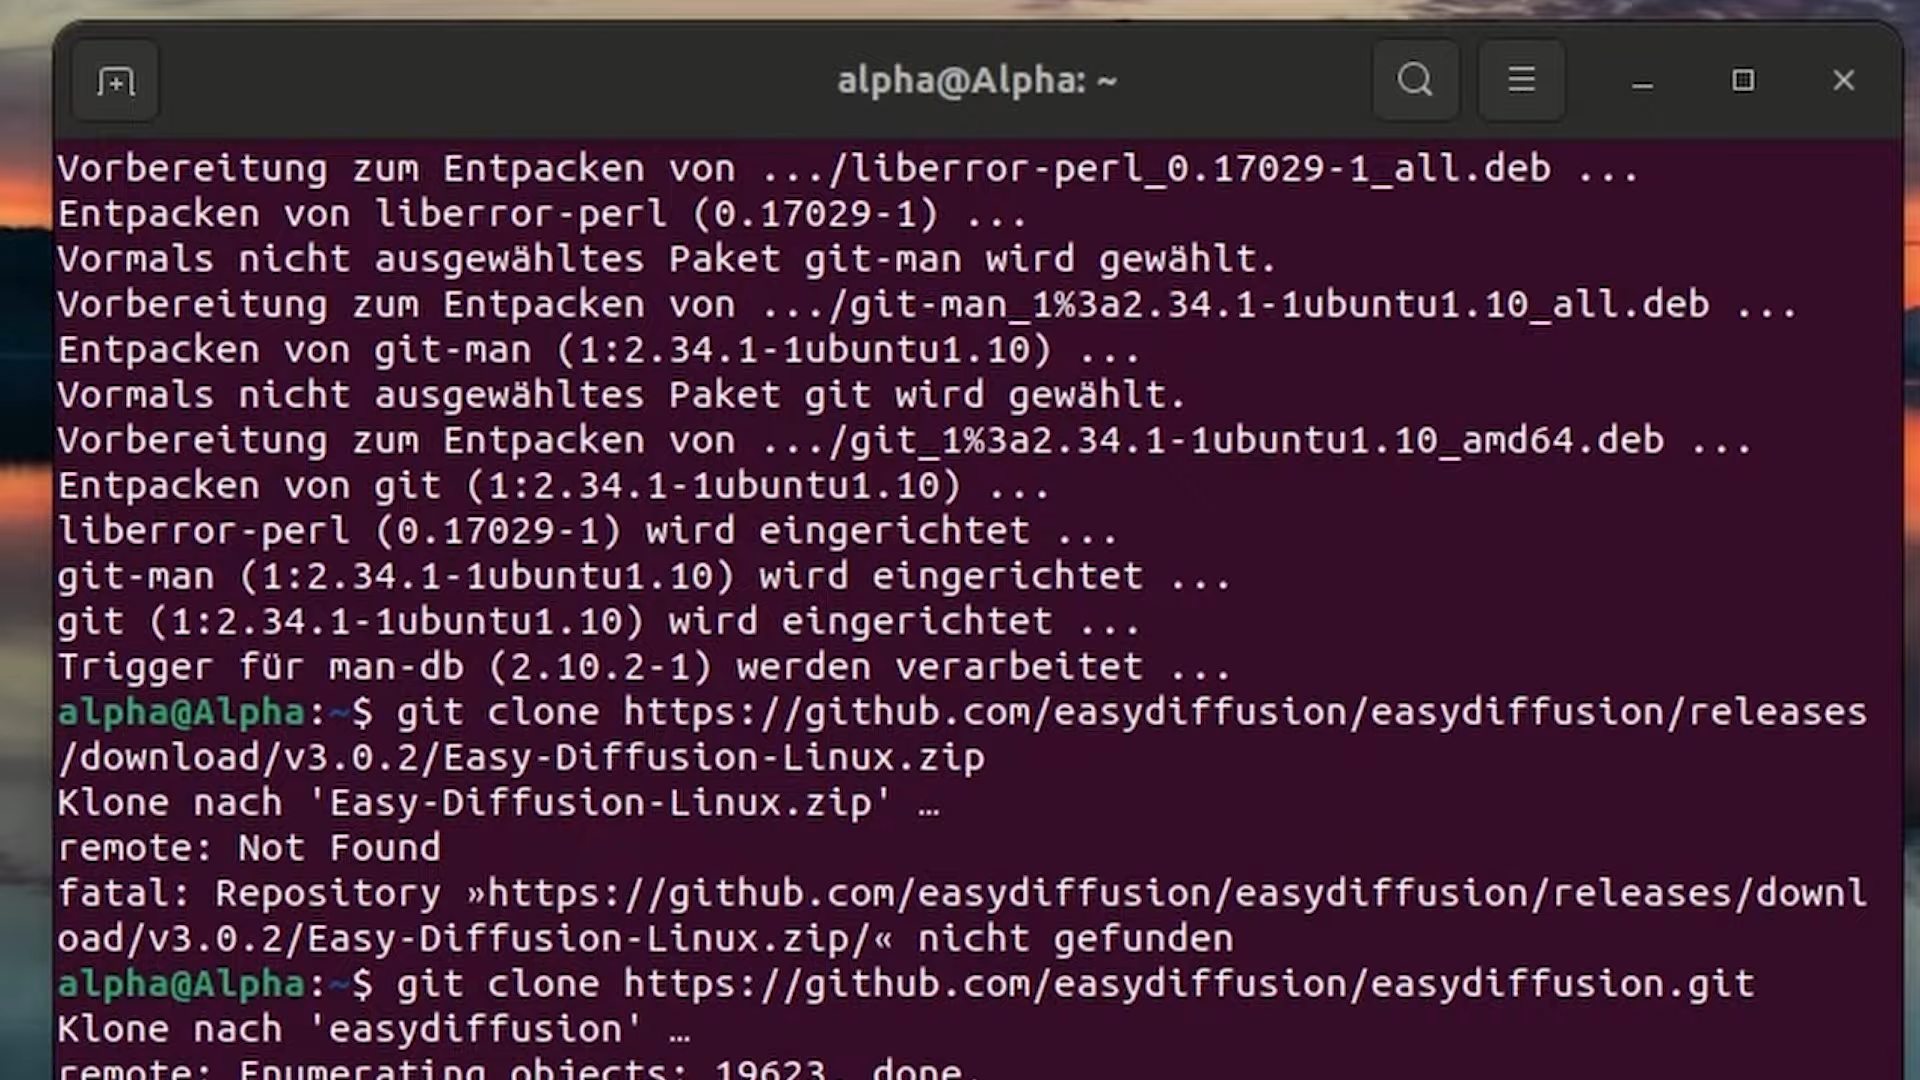 alpha@Alpha: ~
Vorbereitung zum Entpacken von .../liberror-perl_0.17029-1_all.deb ...
Entpacken von liberror-perl (0.17029-1) ...
Vormals nicht ausgewähltes Paket git-man wird gewählt.
Vorbereitung zum Entpacken von .../git-man_1%3a2.34.1-1ubuntu1.10_all.deb ...
Entpacken von git-man (1:2.34.1-1ubuntu1.10) ...
Vormals nicht ausgewähltes Paket git wird gewählt.
Vorbereitung zum Entpacken von .../git_1%3a2.34.1-1ubuntu1.10_amd64.deb ...
Entpacken von git (1:2.34.1-1ubuntu1.10) ...
liberror-perl (0.17029-1) wird eingerichtet ...
git-man (1:2.34.1-1ubuntu1.10) wird eingerichtet ...
git (1:2.34.1-1ubuntu1.10) wird eingerichtet ...
Trigger für man-db (2.10.2-1) werden verarbeitet ...
alpha@Alpha:~$ git clone https://github.com/easydiffusion/easydiffusion/releases
/download/v3.0.2/Easy-Diffusion-Linux.zip
Klone nach 'Easy-Diffusion-Linux.zip' …
remote: Not Found
fatal: Repository »https://github.com/easydiffusion/easydiffusion/releases/downl
oad/v3.0.2/Easy-Diffusion-Linux.zip/« nicht gefunden
alpha@Alpha:~$ git clone https://github.com/easydiffusion/easydiffusion.git
Klone nach 'easydiffusion' …
remote: Enumerating objects: 19623, done.